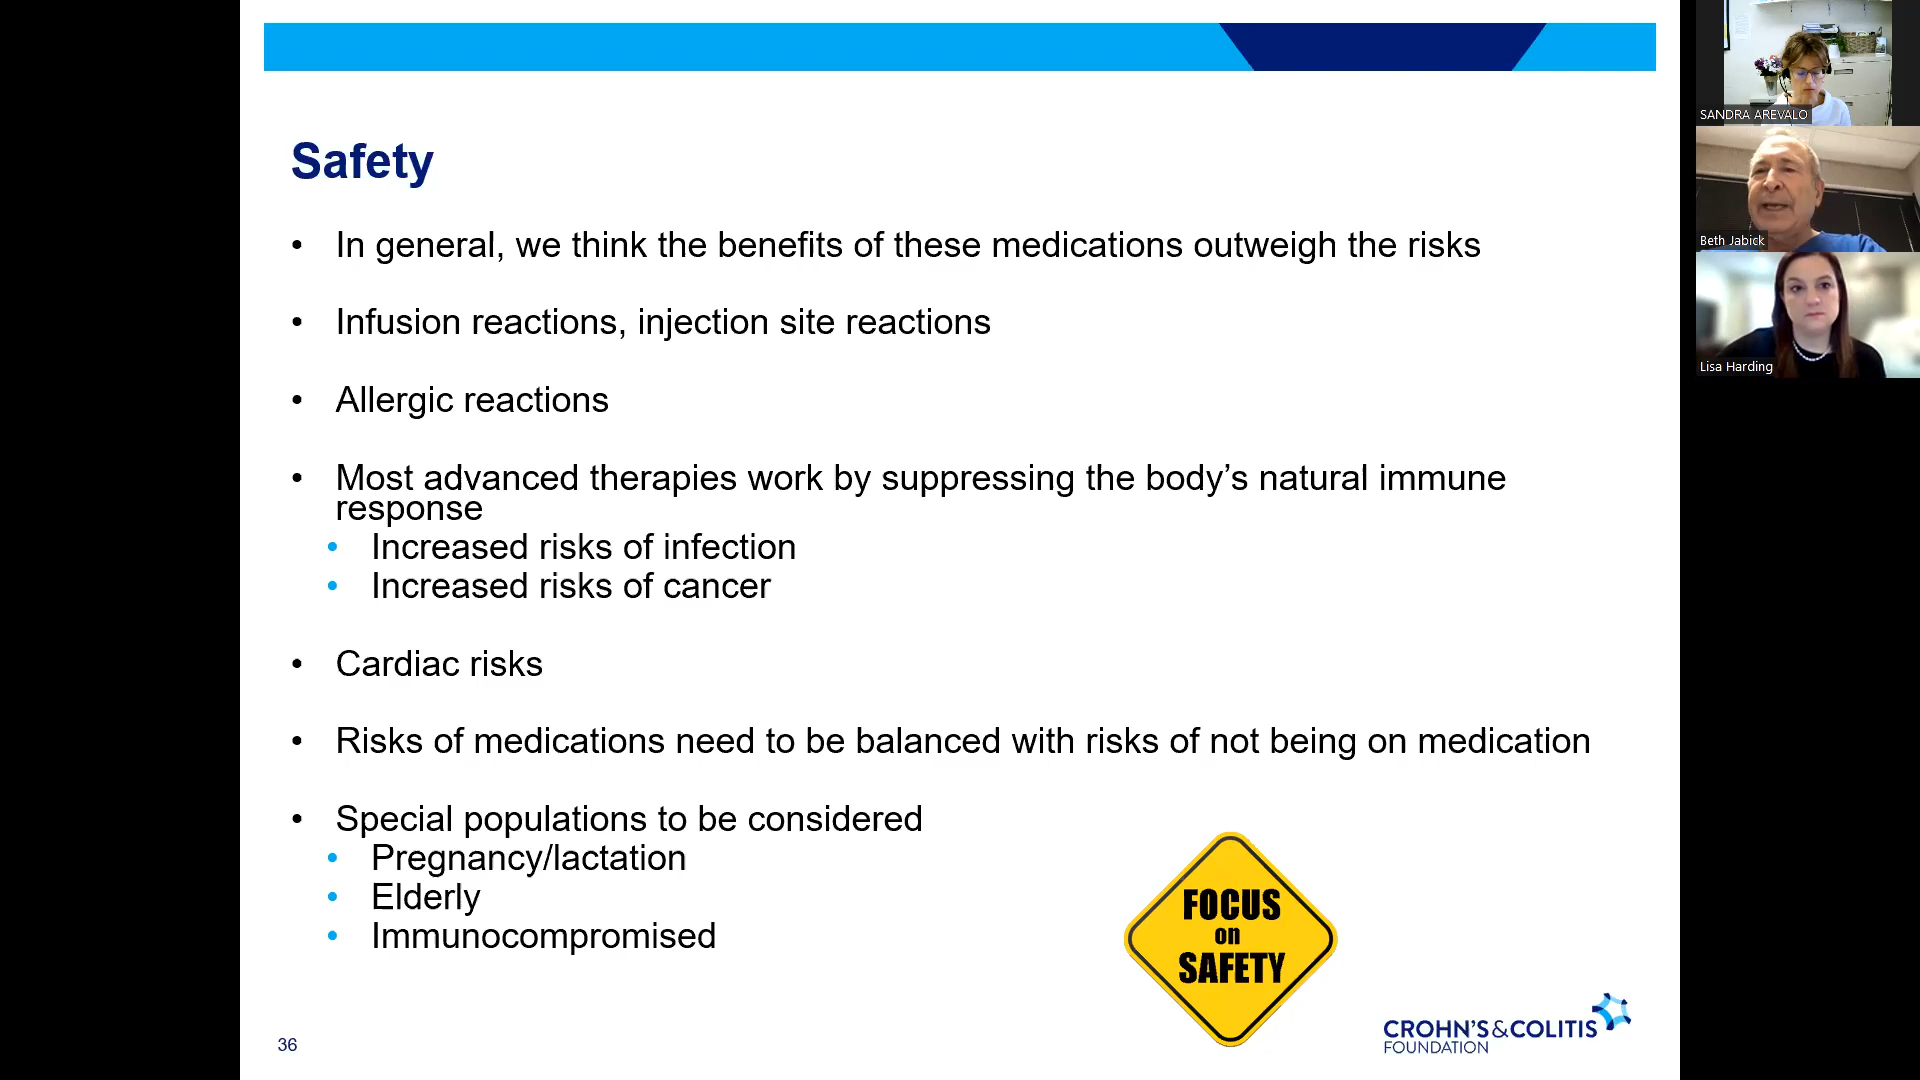 Safety
• In general, we think the benefits of these medications outweigh the risks
• Infusion reactions, injection site reactions
• Allergic reactions
• Most advanced therapies work by suppressing the body’s natural immune
response
• Increased risks of infection
• Increased risks of cancer
• Cardiac risks
• Risks of medications need to be balanced with risks of not being on medication
• Special populations to be considered
• Pregnancy/lactation
• Elderly
• Immunocompromised
FOCUS
on
SAFETY
36
CROHN'S&COLITIS
FOUNDATION
SANDRA AREVALO
Beth Jabick
Lisa Harding